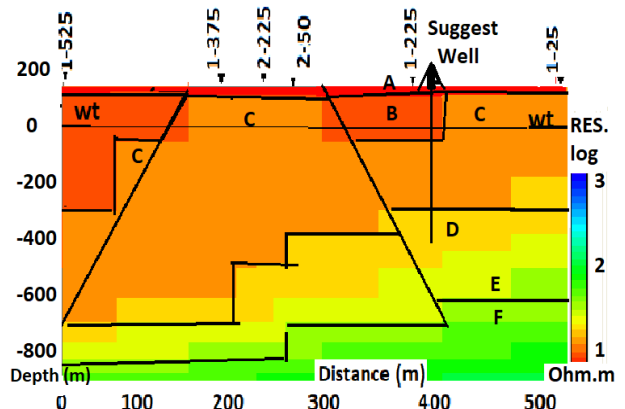 1-525
1-375
2-225
2-50
1-225
1-25
Suggest
Well
200
A
wt
C
B
C
wt
0
RES.
log
C
3
-200
D
-400
2
E
-600
F
-800
1
Depth (m)
Distance (m)
Ohm.m
0 100 200 300 400 500